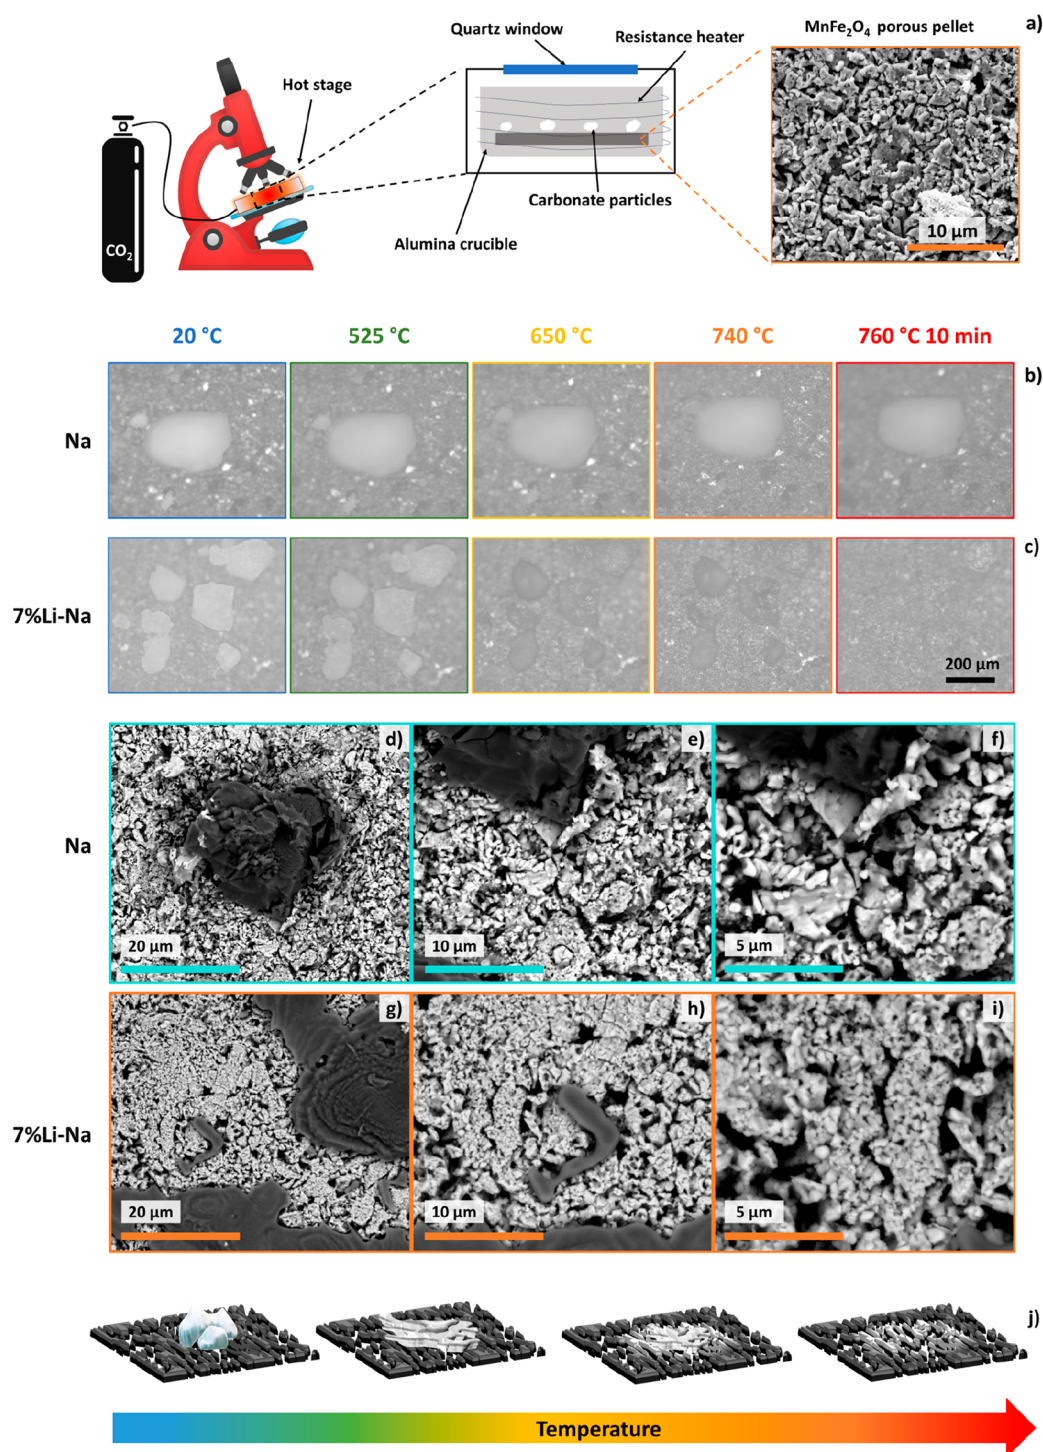 a)
MnFe₂O₄ porous pellet
Quartz window
Resistance heater
Hot stage
Carbonate particles
Alumina crucible
CO₂
10 µm
20 °C
525 °C
650 °C
740 °C
760 °C 10 min
b)
Na
c)
7%Li-Na
200 µm
d)
e)
f)
Na
20 µm
10 µm
5 µm
g)
h)
i)
7%Li-Na
20 µm
10 µm
5 µm
j)
Temperature